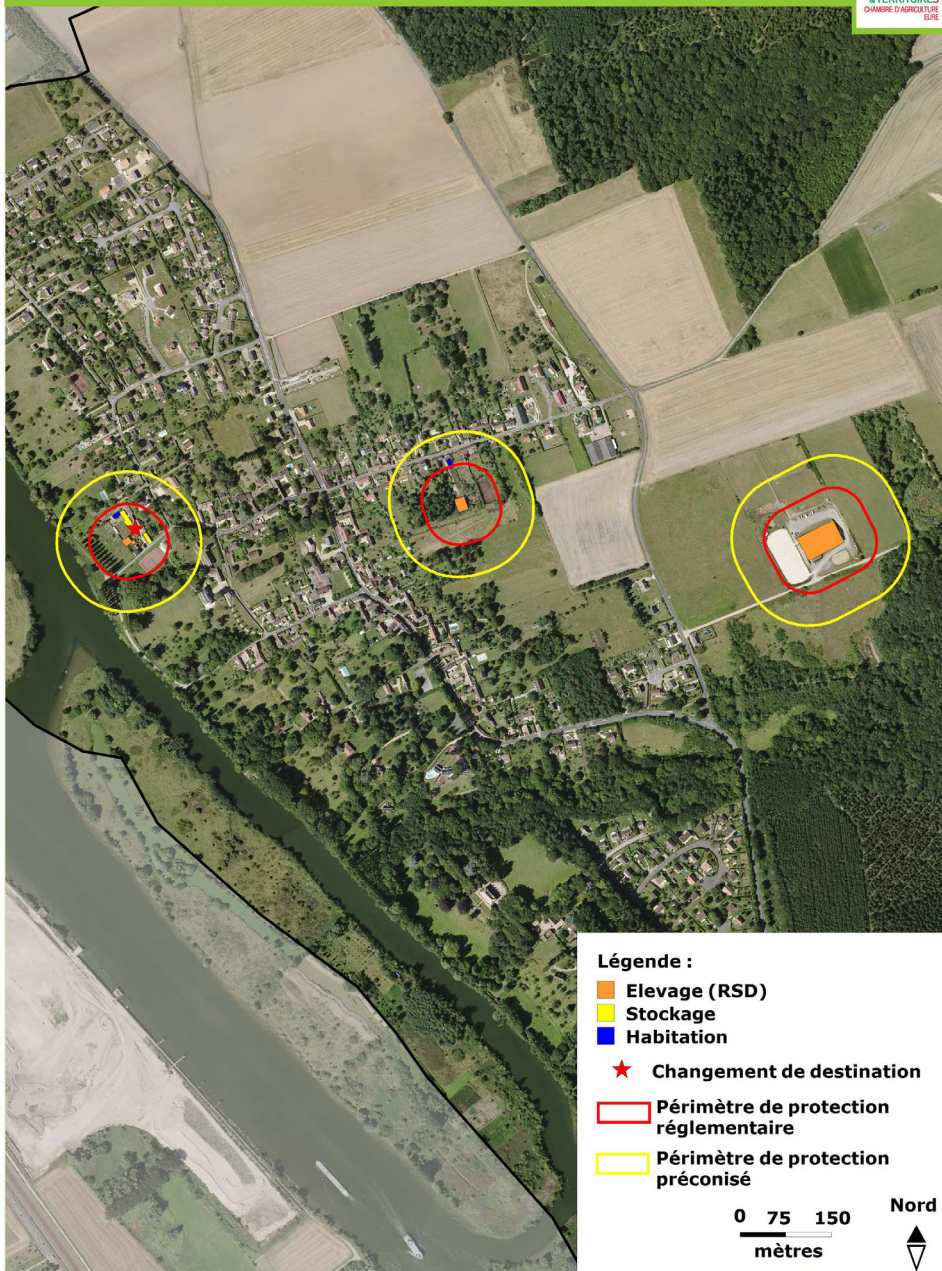 CHAMBRE D'AGRICULTURE
EURE
Légende :
Elevage (RSD)
Stockage
Habitation
Changement de destination
Périmètre de protection
réglementaire
Périmètre de protection
préconisé
0 75 150
mètres
Nord